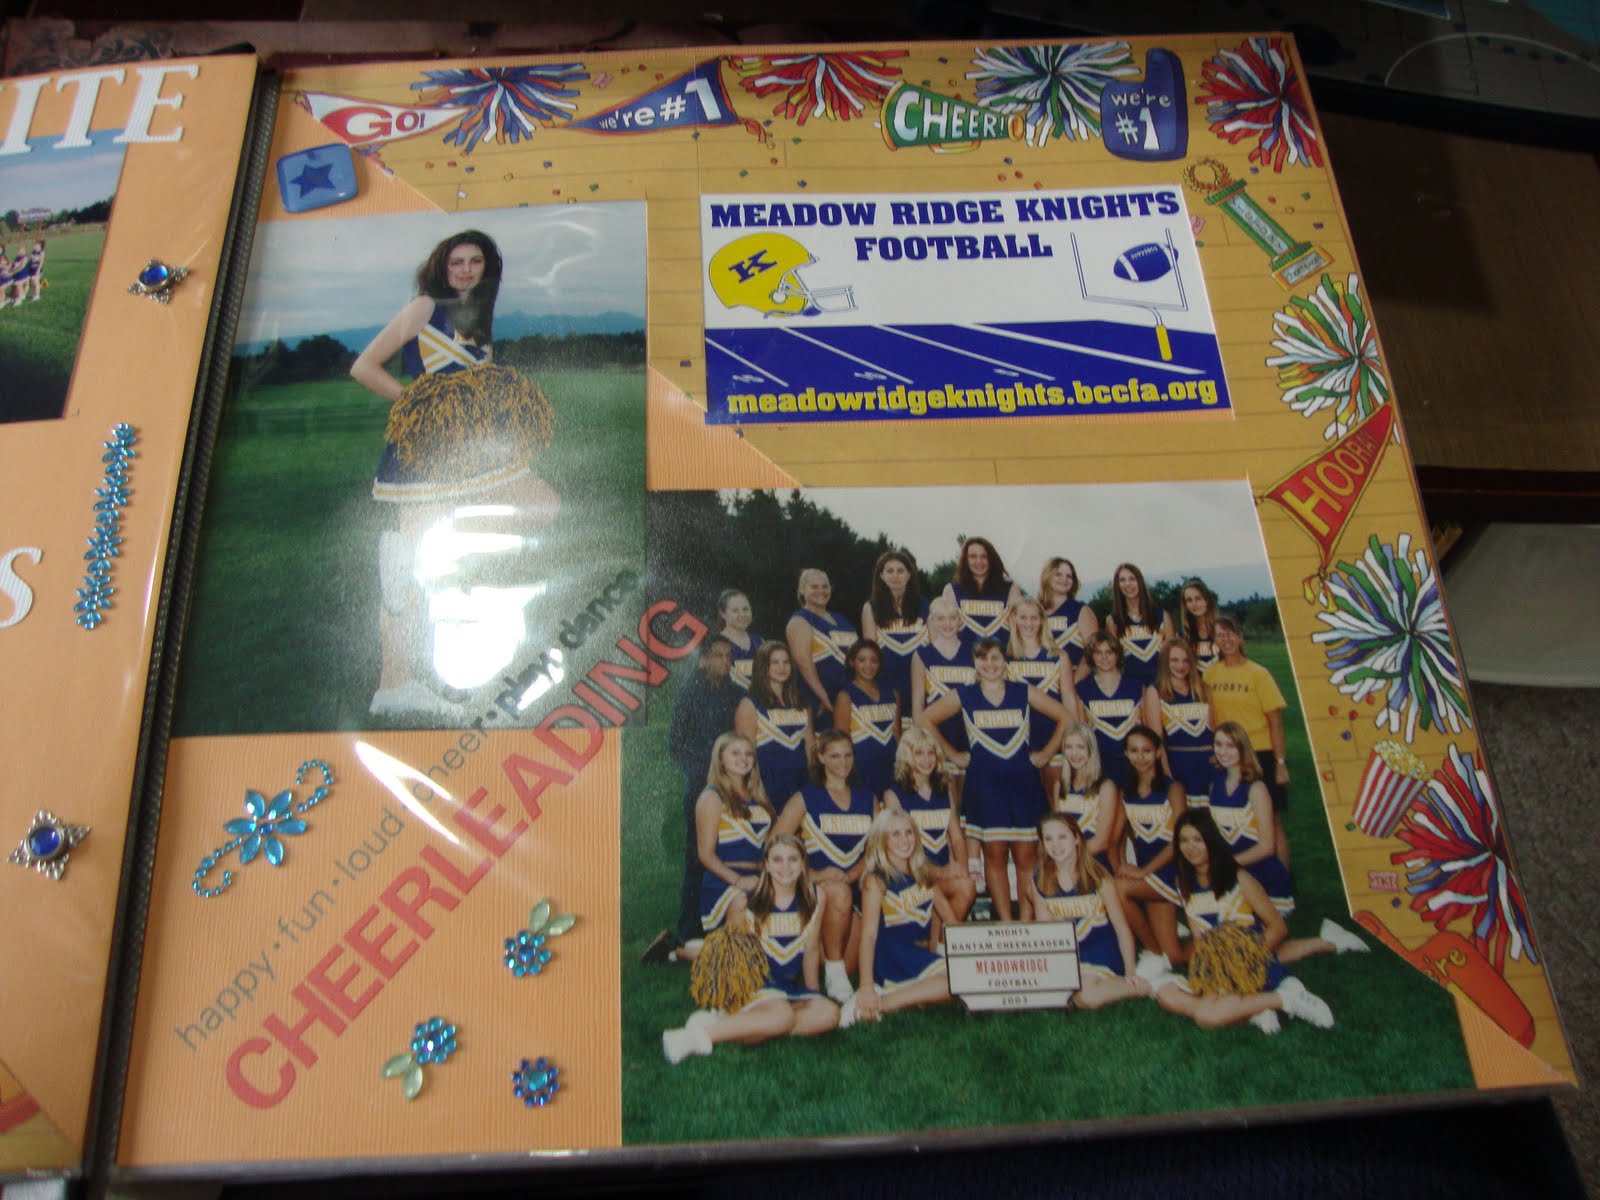 ITE
S
GO!
we're #1
CHEER!
we're
#1
MEADOW RIDGE KNIGHTS
FOOTBALL
K
meadowridgeknights.bccfa.org
HOORA
KNIGHTS
KNIGHTS
KNIGHTS
BANTAM CHEERLEADERS
MEADOWRIDGE
FOOTBALL
2003
happy·fun·loud·cheer·play·dance
CHEERLEADING
we're